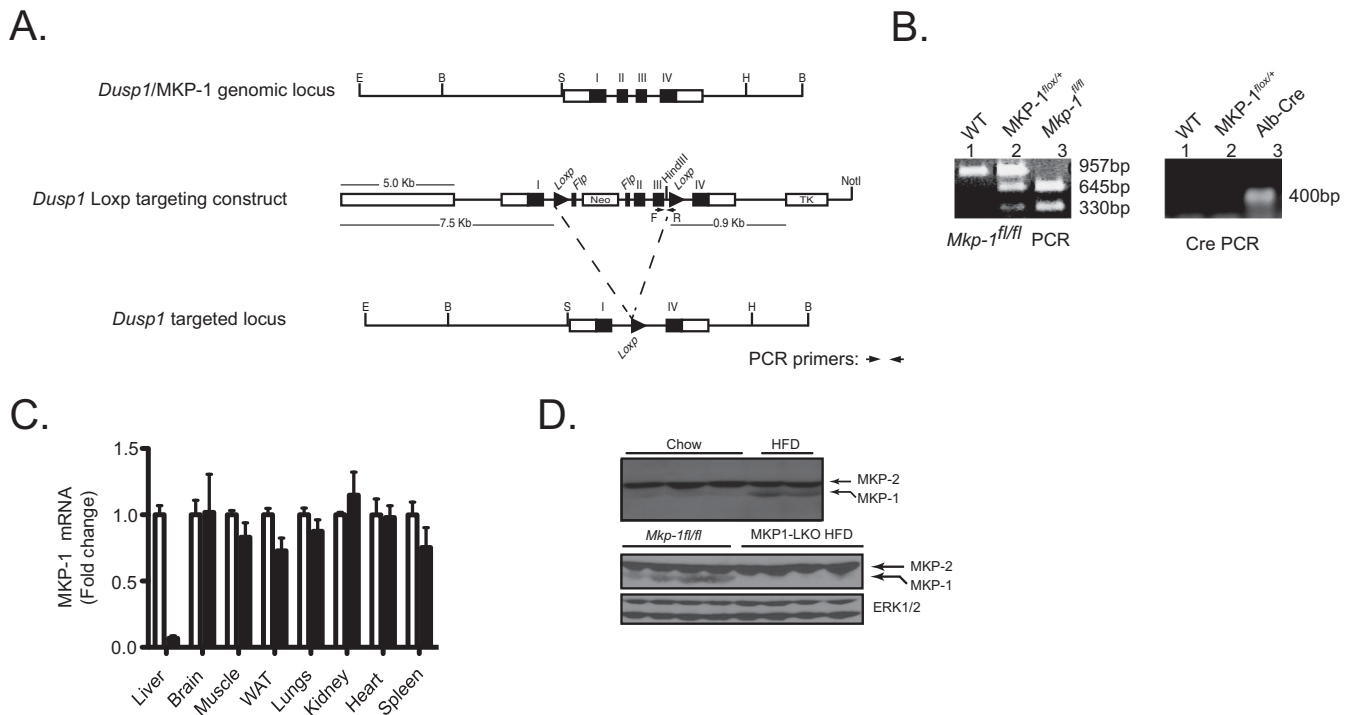 A.
E B S I II III IV H B
Dusp1/MKP-1 genomic locus
5.0 Kb I Loxp Flp Neo Flp II III HindIII Loxp IV TK NotI
Dusp1 Loxp targeting construct
F R
7.5 Kb 0.9 Kb
E B S I IV H B
Dusp1 targeted locus
Loxp
PCR primers:
B.
WT MKP-1flox/+ Mkp-1fl/fl
1 2 3
957bp
645bp
330bp
Mkp-1fl/fl PCR
WT MKP-1flox/+ Alb-Cre
1 2 3
400bp
Cre PCR
C.
MKP-1 mRNA
(Fold change)
1.5
1.0
0.5
0.0
Liver Brain Muscle WAT Lungs Kidney Heart Spleen
D.
Chow HFD
MKP-2
MKP-1
Mkp-1fl/fl MKP1-LKO HFD
MKP-2
MKP-1
ERK1/2